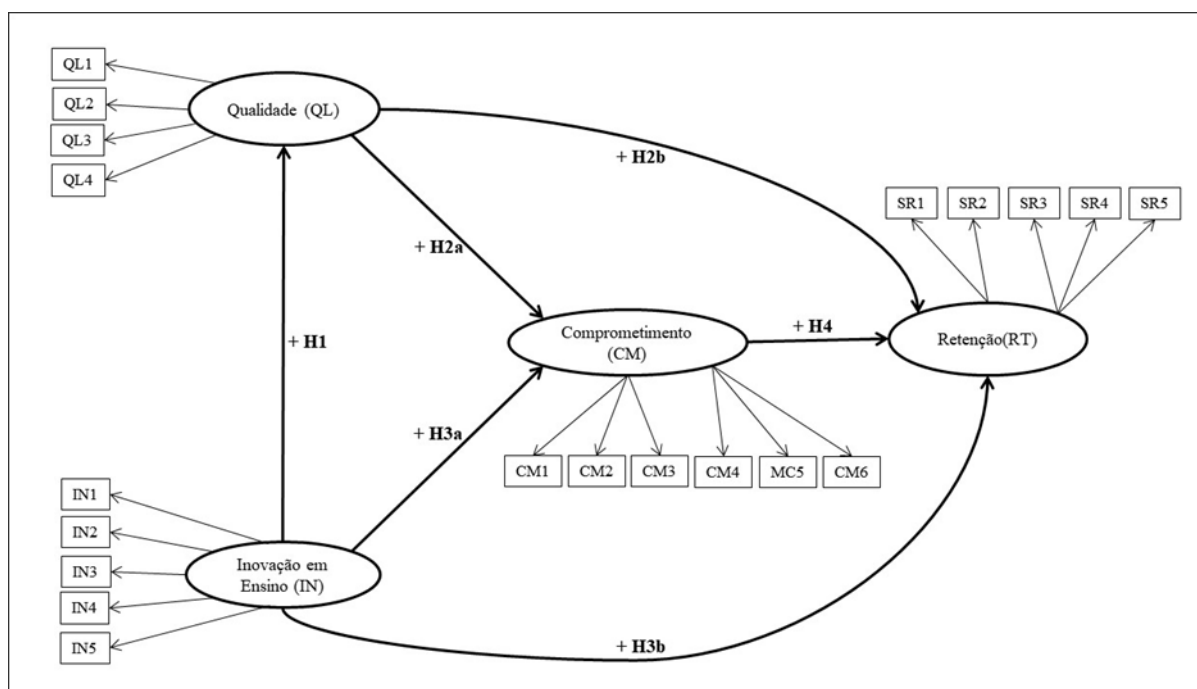 QL1
QL2
QL3
QL4
Qualidade (QL)
+ H2b
SR1
SR2
SR3
SR4
SR5
+ H2a
+ H1
Comprometimento
(CM)
+ H4
Retenção(RT)
+ H3a
CM1
CM2
CM3
CM4
MC5
CM6
IN1
IN2
IN3
IN4
IN5
Inovação em
Ensino (IN)
+ H3b